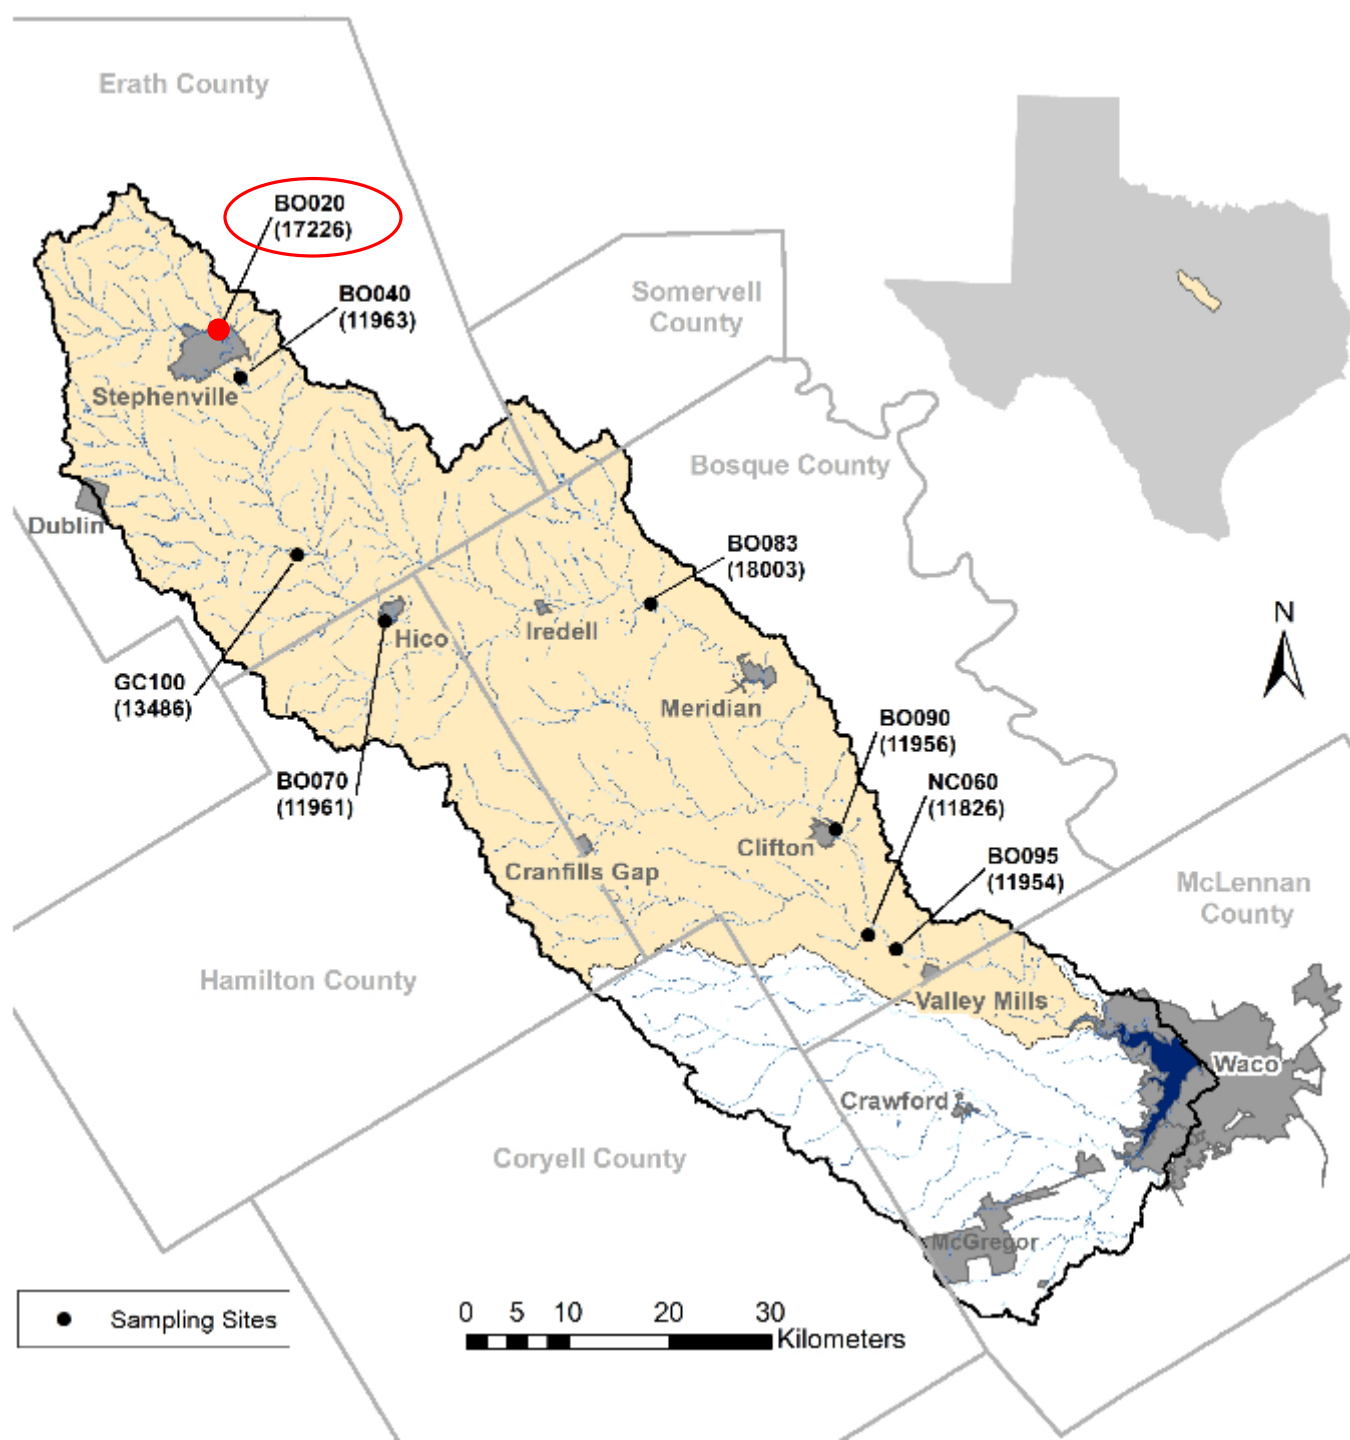 Erath County
BO020
(17226)
BO040
(11963)
Somervell
County
Stephenville
Bosque County
Dublin
BO083
(18003)
N
Hico
Iredell
GC100
(13486)
Meridian
BO090
(11956)
BO070
(11961)
NC060
(11826)
Clifton
BO095
(11954)
Cranfills Gap
McLennan
County
Hamilton County
Valley Mills
Waco
Crawford
Coryell County
McGregor
Sampling Sites
0 5 10 20 30
Kilometers